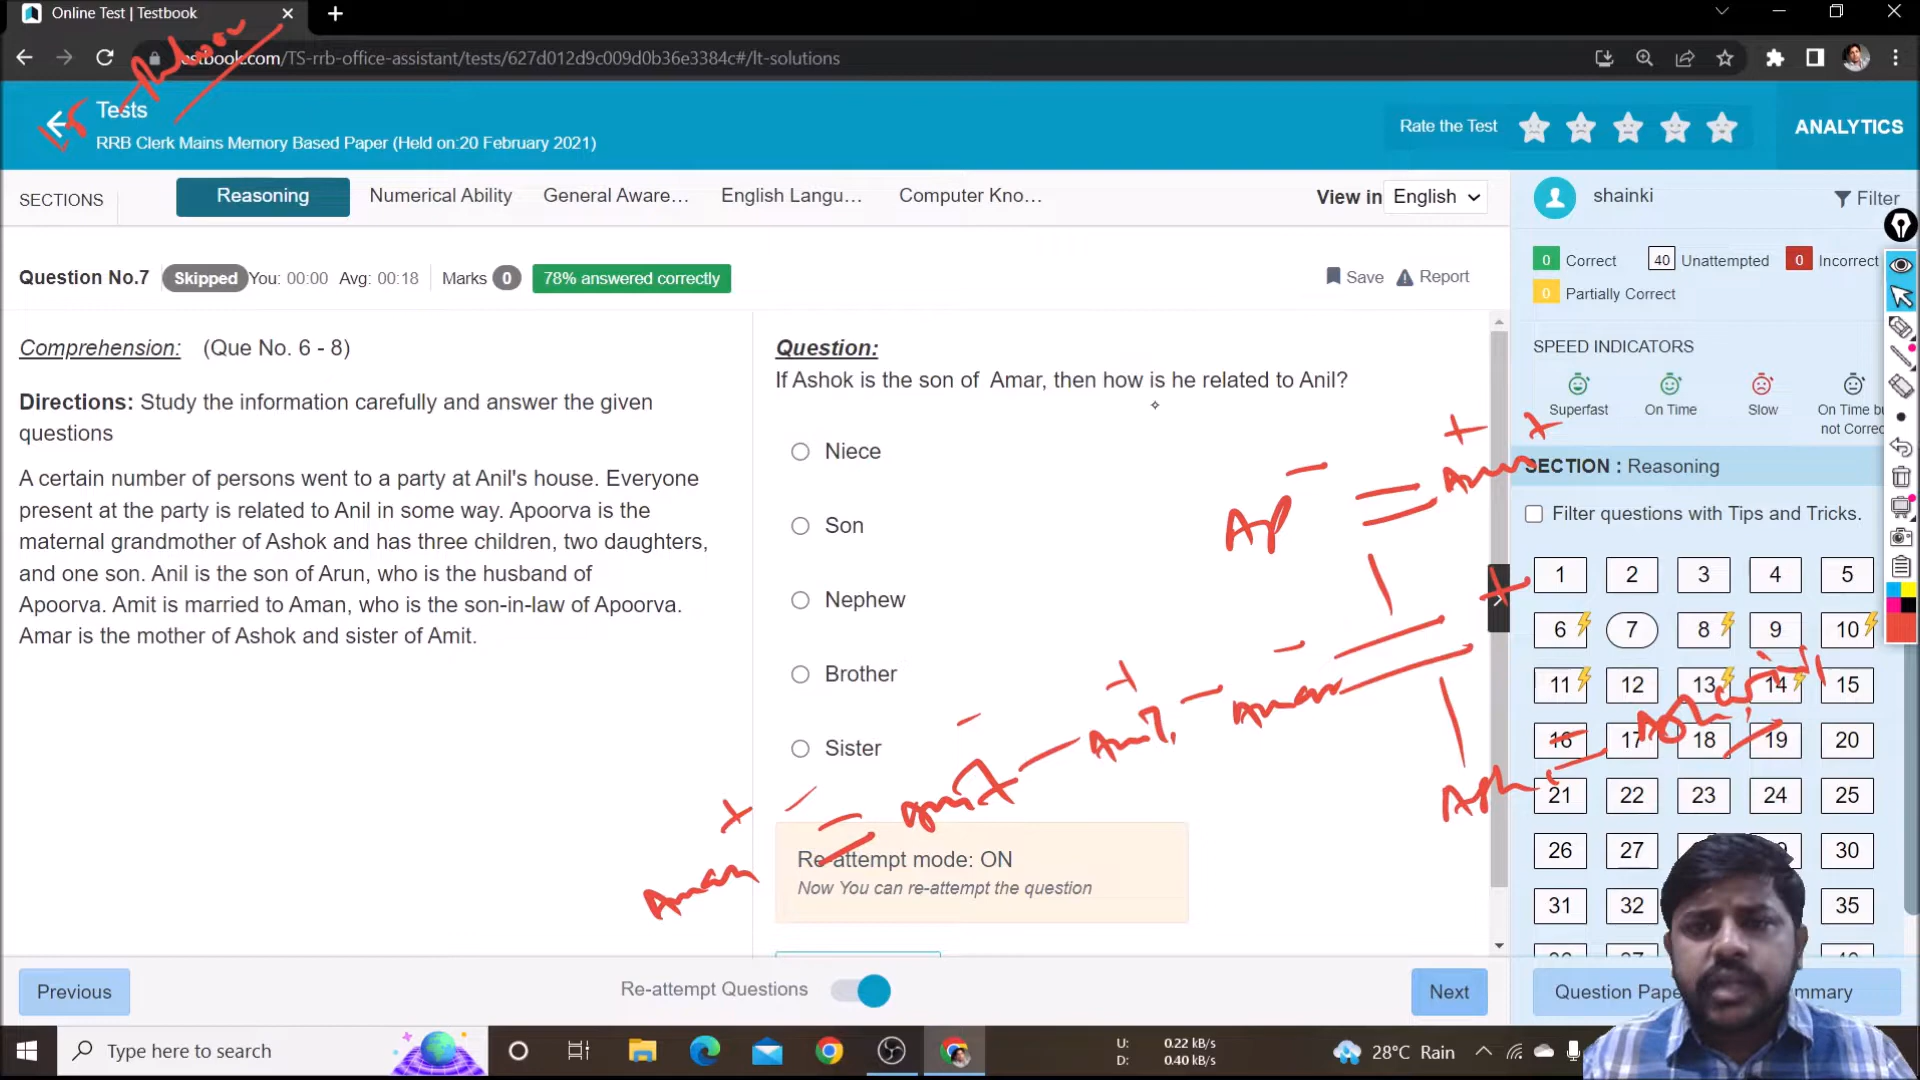 Online Test | Testbook
testbook.com/TS-rrb-office-assistant/tests/627d012d9c009d0b36e3384c#/lt-solutions
Tests
RRB Clerk Mains Memory Based Paper (Held on:20 February 2021)
Rate the Test
ANALYTICS
SECTIONS
Reasoning
Numerical Ability
General Aware...
English Langu...
Computer Kno...
View in
English
shainki
Filter
Question No.7
Skipped
You: 00:00
Avg: 00:18
Marks
0
78% answered correctly
Save
Report
0 Correct
40 Unattempted
0 Incorrect
0 Partially Correct
Comprehension: (Que No. 6 - 8)
Directions: Study the information carefully and answer the given
questions
A certain number of persons went to a party at Anil's house. Everyone
present at the party is related to Anil in some way. Apoorva is the
maternal grandmother of Ashok and has three children, two daughters,
and one son. Anil is the son of Arun, who is the husband of
Apoorva. Amit is married to Aman, who is the son-in-law of Apoorva.
Amar is the mother of Ashok and sister of Amit.
Question:
If Ashok is the son of Amar, then how is he related to Anil?
Niece
Son
Nephew
Brother
Sister
Ap
Anil
Amar
Amit
Aman
Re-attempt mode: ON
Now You can re-attempt the question
SPEED INDICATORS
Superfast
On Time
Slow
On Time bu
not Correc
SECTION : Reasoning
Filter questions with Tips and Tricks.
1 2 3 4 5
6 7 8 9 10
11 12 13 14 15
16 17 18 19 20
21 22 23 24 25
26 27 30
31 32 35
Previous
Re-attempt Questions
Next
Question Pape
mmary
Type here to search
U: 0.22 kB/s
D: 0.40 kB/s
28°C Rain